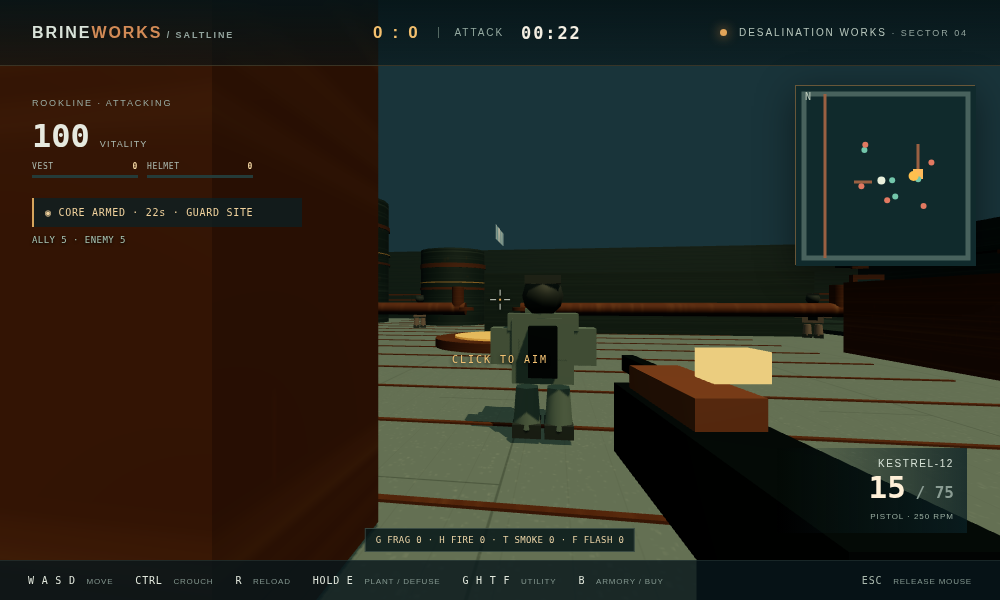 BRINEWORKS / SALTLINE
0 : 0 | ATTACK 00:22
DESALINATION WORKS · SECTOR 04
N
ROOKLINE · ATTACKING
100 VITALITY
VEST 0 HELMET 0
◉ CORE ARMED · 22s · GUARD SITE
ALLY 5 · ENEMY 5
CLICK TO AIM
KESTREL-12
15 / 75
PISTOL · 250 RPM
G FRAG 0 · H FIRE 0 · T SMOKE 0 · F FLASH 0
W A S D MOVE CTRL CROUCH R RELOAD HOLD E PLANT / DEFUSE G H T F UTILITY B ARMORY / BUY ESC RELEASE MOUSE